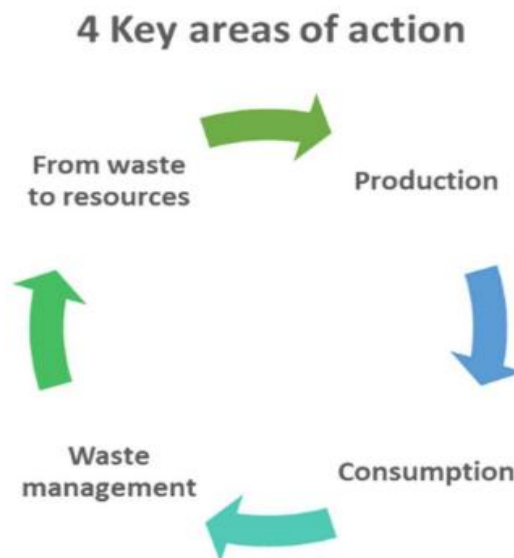 4 Key areas of action
From waste
to resources
Production
Waste
management
Consumption